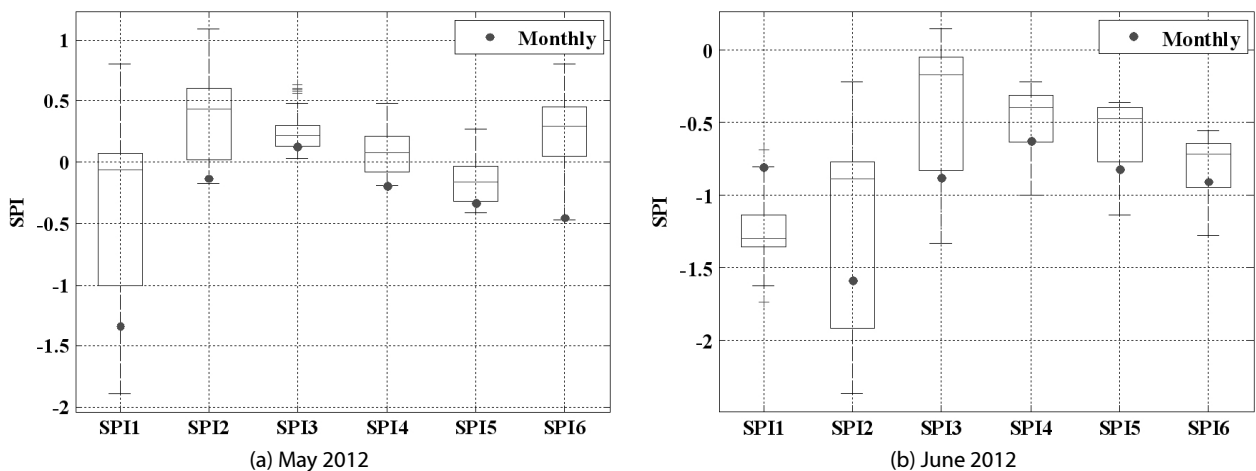 1
0.5
0
-0.5
-1
-1.5
-2
SPI
Monthly
SPI1 SPI2 SPI3 SPI4 SPI5 SPI6
(a) May 2012
0
-0.5
-1
-1.5
-2
SPI
Monthly
SPI1 SPI2 SPI3 SPI4 SPI5 SPI6
(b) June 2012